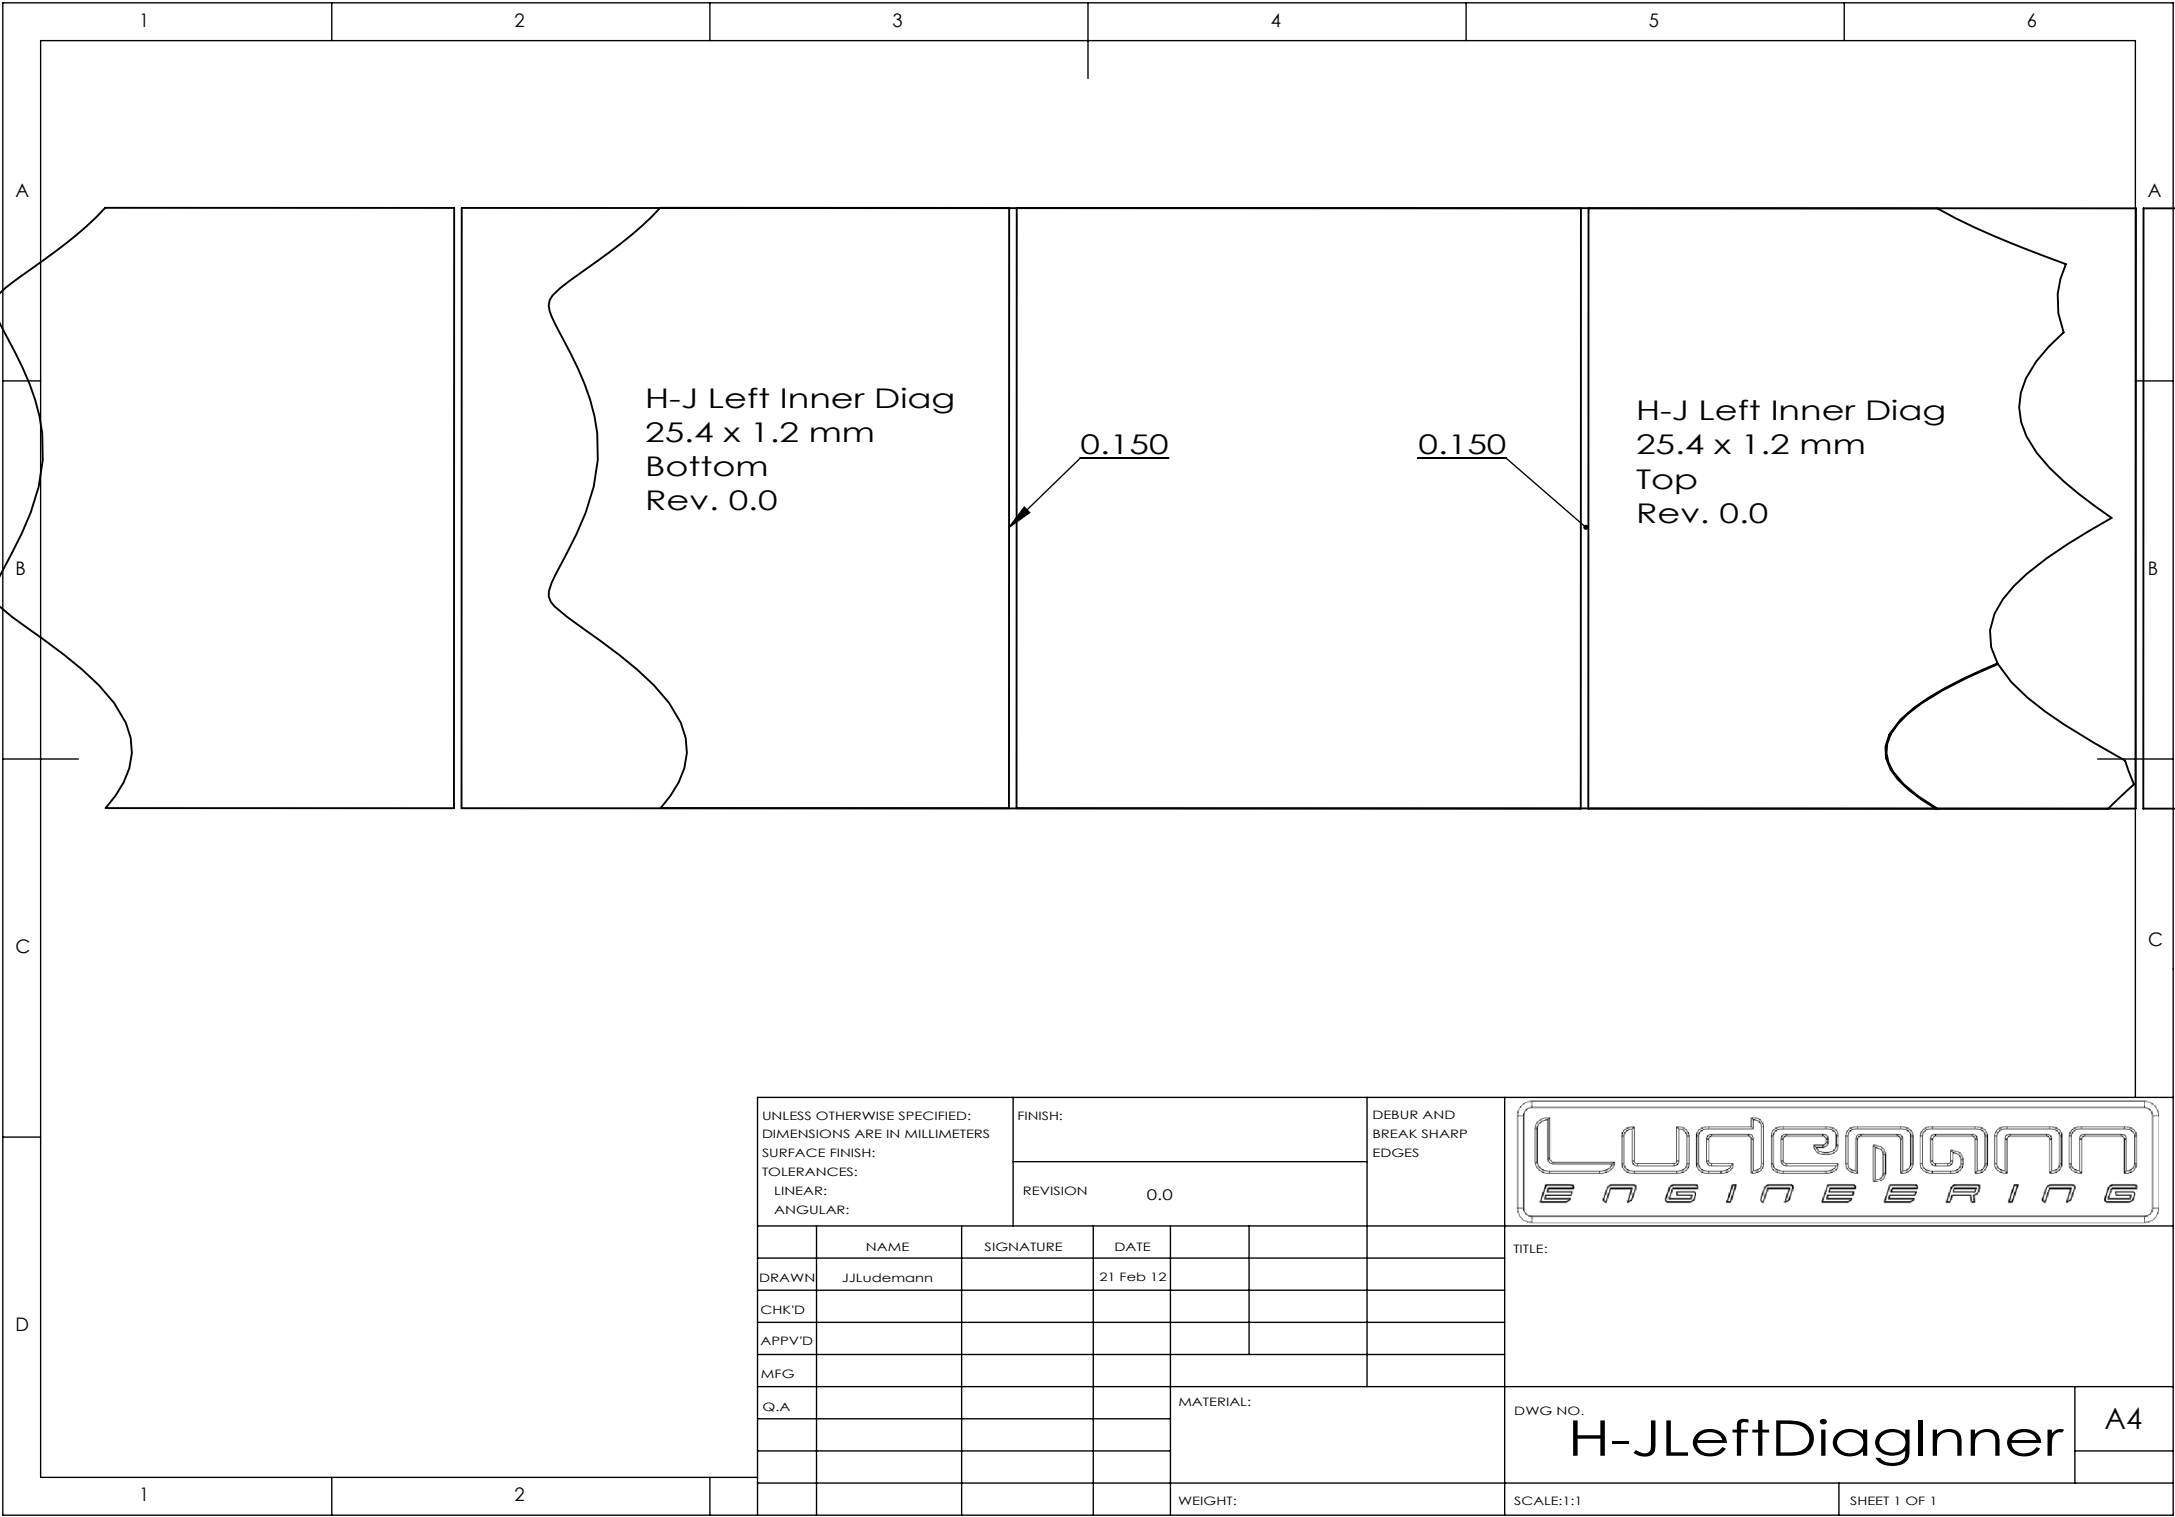 1 2 3 4 5 6
A
A
H-J Left Inner Diag
25.4 x 1.2 mm
Bottom
Rev. 0.0
0.150
0.150
H-J Left Inner Diag
25.4 x 1.2 mm
Top
Rev. 0.0
B
B
C
C
D
UNLESS OTHERWISE SPECIFIED:
DIMENSIONS ARE IN MILLIMETERS
SURFACE FINISH:
TOLERANCES:
LINEAR:
ANGULAR:
FINISH:
REVISION 0.0
DEBUR AND
BREAK SHARP
EDGES
Ludemann
ENGINEERING
NAME SIGNATURE DATE
DRAWN JJLudemann 21 Feb 12
CHK'D
APPV'D
MFG
Q.A
TITLE:
MATERIAL:
DWG NO.
H-JLeftDiagInner
A4
WEIGHT:
SCALE:1:1
SHEET 1 OF 1
1 2